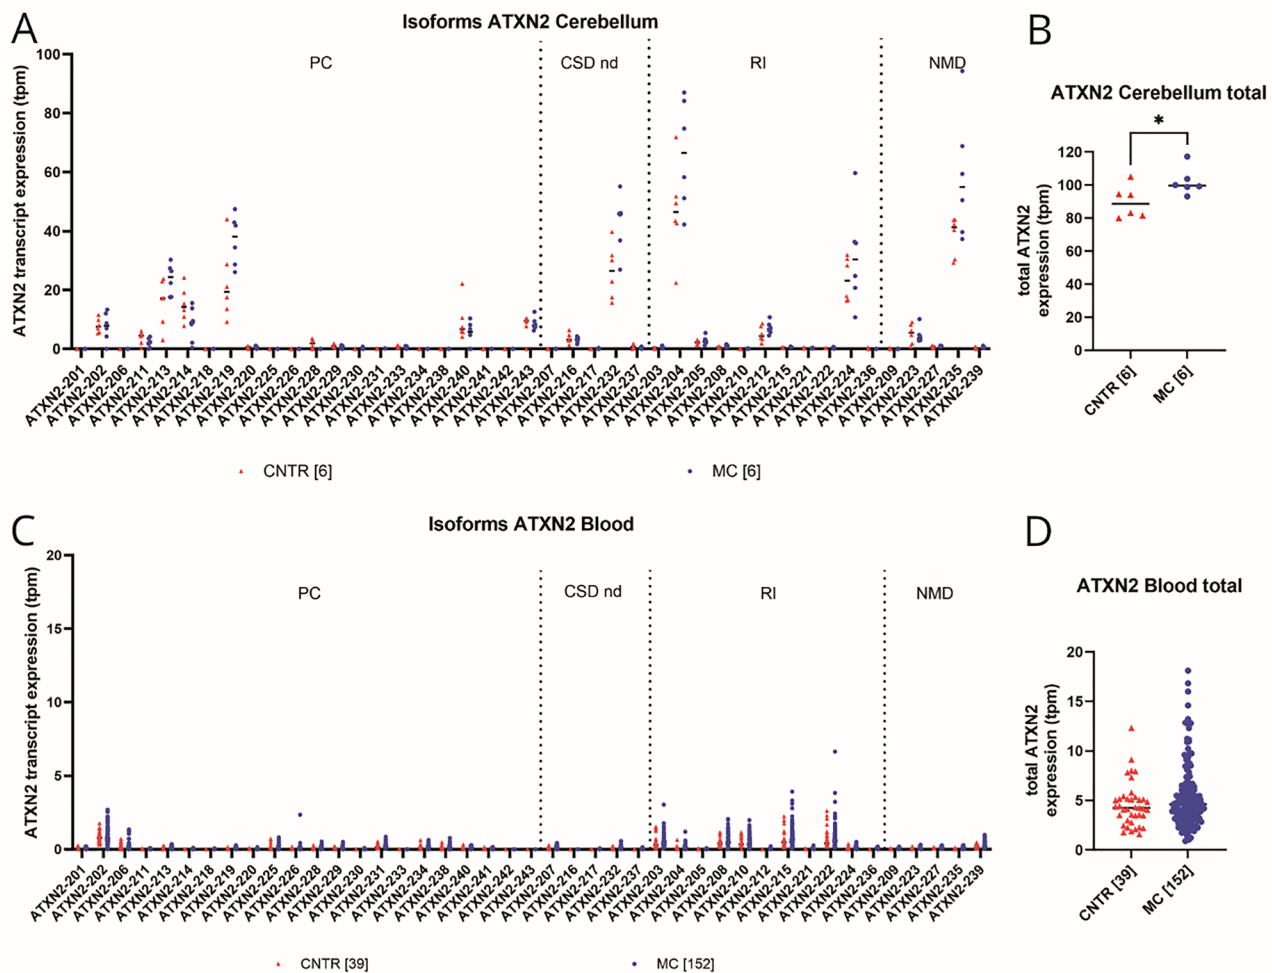 A
Isoforms ATXN2 Cerebellum
ATXN2 transcript expression (tpm)
100
80
60
40
20
0
PC
CSD nd
RI
NMD
ATXN2-201
ATXN2-202
ATXN2-206
ATXN2-211
ATXN2-213
ATXN2-214
ATXN2-218
ATXN2-219
ATXN2-220
ATXN2-225
ATXN2-226
ATXN2-228
ATXN2-229
ATXN2-230
ATXN2-231
ATXN2-233
ATXN2-234
ATXN2-238
ATXN2-240
ATXN2-241
ATXN2-242
ATXN2-243
ATXN2-207
ATXN2-216
ATXN2-217
ATXN2-232
ATXN2-237
ATXN2-203
ATXN2-204
ATXN2-205
ATXN2-208
ATXN2-210
ATXN2-212
ATXN2-215
ATXN2-221
ATXN2-222
ATXN2-224
ATXN2-236
ATXN2-209
ATXN2-223
ATXN2-227
ATXN2-235
ATXN2-239
CNTR [6]
MC [6]
B
ATXN2 Cerebellum total
*
total ATXN2
expression (tpm)
120
100
80
60
40
20
0
CNTR [6]
MC [6]
C
Isoforms ATXN2 Blood
ATXN2 transcript expression (tpm)
20
15
10
5
0
PC
CSD nd
RI
NMD
ATXN2-201
ATXN2-202
ATXN2-206
ATXN2-211
ATXN2-213
ATXN2-214
ATXN2-218
ATXN2-219
ATXN2-220
ATXN2-225
ATXN2-226
ATXN2-228
ATXN2-229
ATXN2-230
ATXN2-231
ATXN2-233
ATXN2-234
ATXN2-238
ATXN2-240
ATXN2-241
ATXN2-242
ATXN2-243
ATXN2-207
ATXN2-216
ATXN2-217
ATXN2-232
ATXN2-237
ATXN2-203
ATXN2-204
ATXN2-205
ATXN2-208
ATXN2-210
ATXN2-212
ATXN2-215
ATXN2-221
ATXN2-222
ATXN2-224
ATXN2-236
ATXN2-209
ATXN2-223
ATXN2-227
ATXN2-235
ATXN2-239
CNTR [39]
MC [152]
D
ATXN2 Blood total
total ATXN2
expression (tpm)
20
15
10
5
0
CNTR [39]
MC [152]